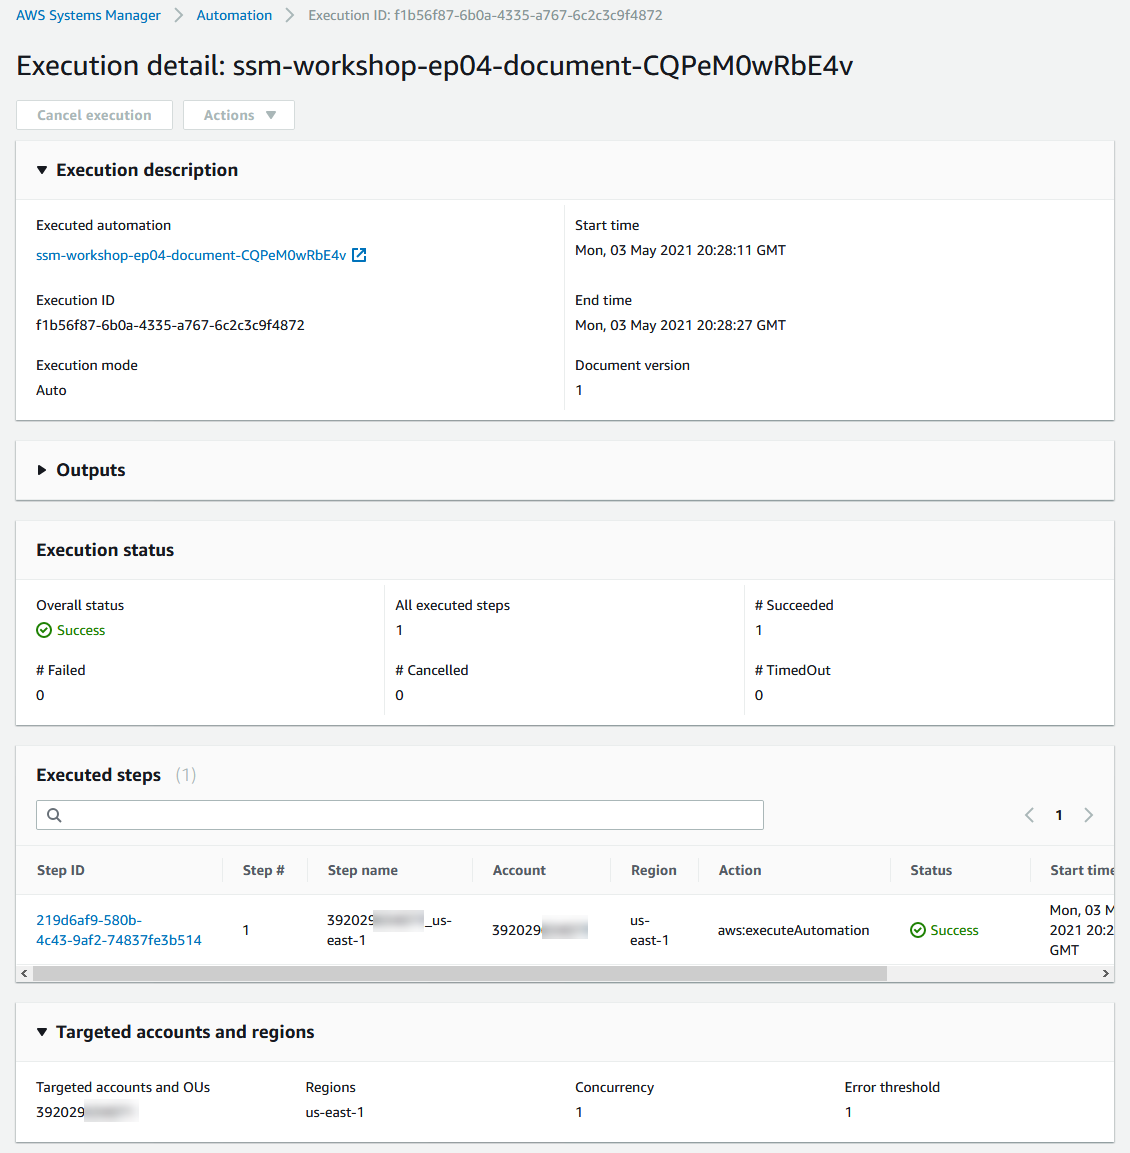 AWS Systems Manager > Automation > Execution ID: f1b56f87-6b0a-4335-a767-6c2c3c9f4872
Execution detail: ssm-workshop-ep04-document-CQPeM0wRbE4v
Cancel execution Actions
Execution description
Executed automation
ssm-workshop-ep04-document-CQPeM0wRbE4v
Execution ID
f1b56f87-6b0a-4335-a767-6c2c3c9f4872
Execution mode
Auto
Start time
Mon, 03 May 2021 20:28:11 GMT
End time
Mon, 03 May 2021 20:28:27 GMT
Document version
1
Outputs
Execution status
Overall status
Success
All executed steps
1
# Succeeded
1
# Failed
0
# Cancelled
0
# TimedOut
0
Executed steps (1)
1
Step ID Step # Step name Account Region Action Status Start time
219d6af9-580b-
4c43-9af2-74837fe3b514
1
392029 _us-
east-1
392029
us-
east-1
aws:executeAutomation
Success
Mon, 03 M
2021 20:2
GMT
Targeted accounts and regions
Targeted accounts and OUs
392029
Regions
us-east-1
Concurrency
1
Error threshold
1